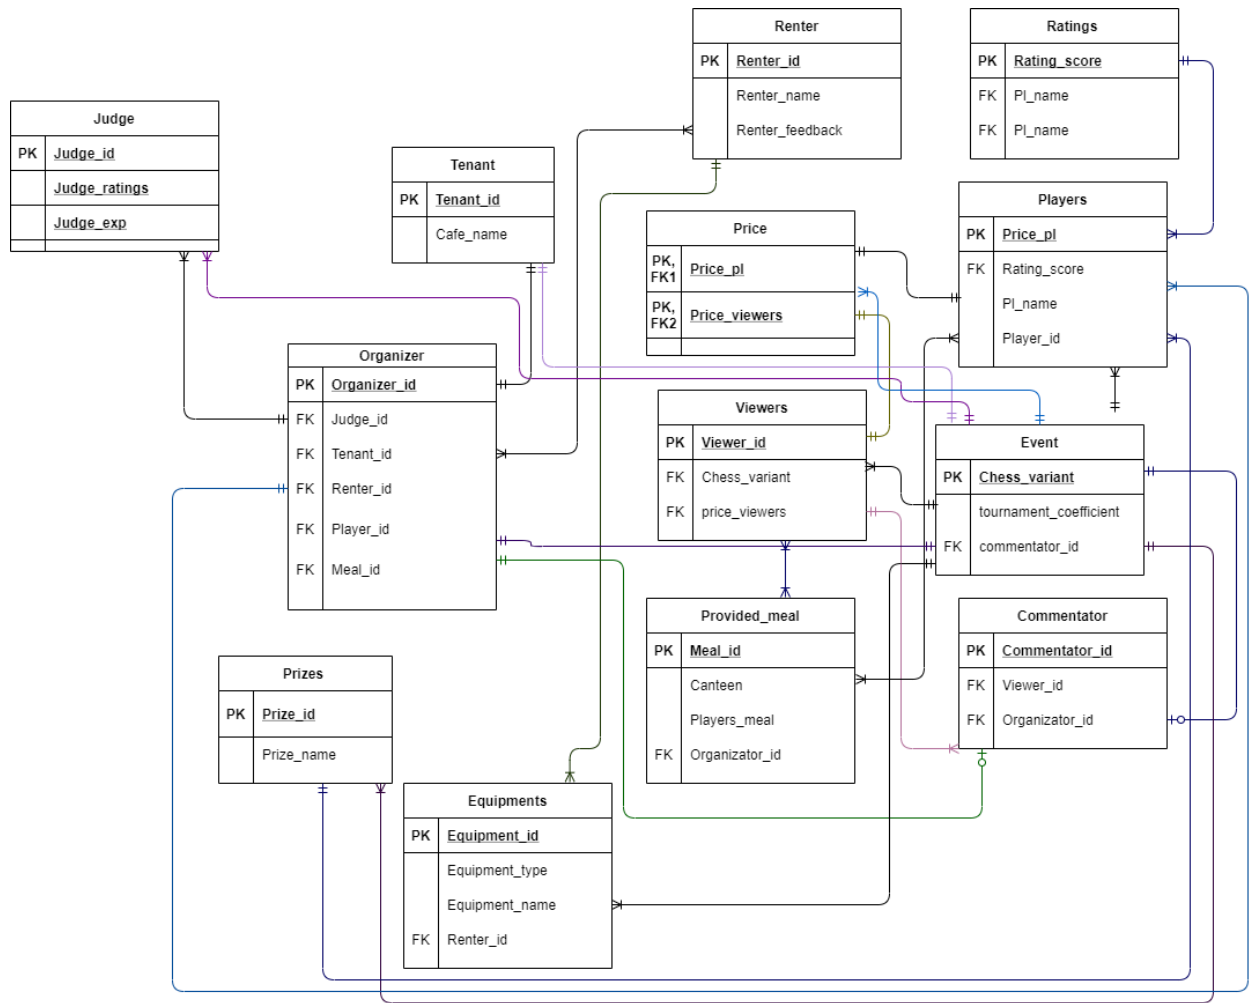 Renter
PK Renter_id
Renter_name
Renter_feedback
Ratings
PK Rating_score
FK Pl_name
FK Pl_name
Judge
PK Judge_id
Judge_ratings
Judge_exp
Tenant
PK Tenant_id
Cafe_name
Price
PK,
FK1 Price_pl
PK,
FK2 Price_viewers
Players
PK Price_pl
FK Rating_score
Pl_name
Player_id
Organizer
PK Organizer_id
FK Judge_id
FK Tenant_id
FK Renter_id
FK Player_id
FK Meal_id
Viewers
PK Viewer_id
FK Chess_variant
FK price_viewers
Event
PK Chess_variant
tournament_coefficient
FK commentator_id
Provided_meal
PK Meal_id
Canteen
Players_meal
FK Organizator_id
Commentator
PK Commentator_id
FK Viewer_id
FK Organizator_id
Prizes
PK Prize_id
Prize_name
Equipments
PK Equipment_id
Equipment_type
Equipment_name
FK Renter_id